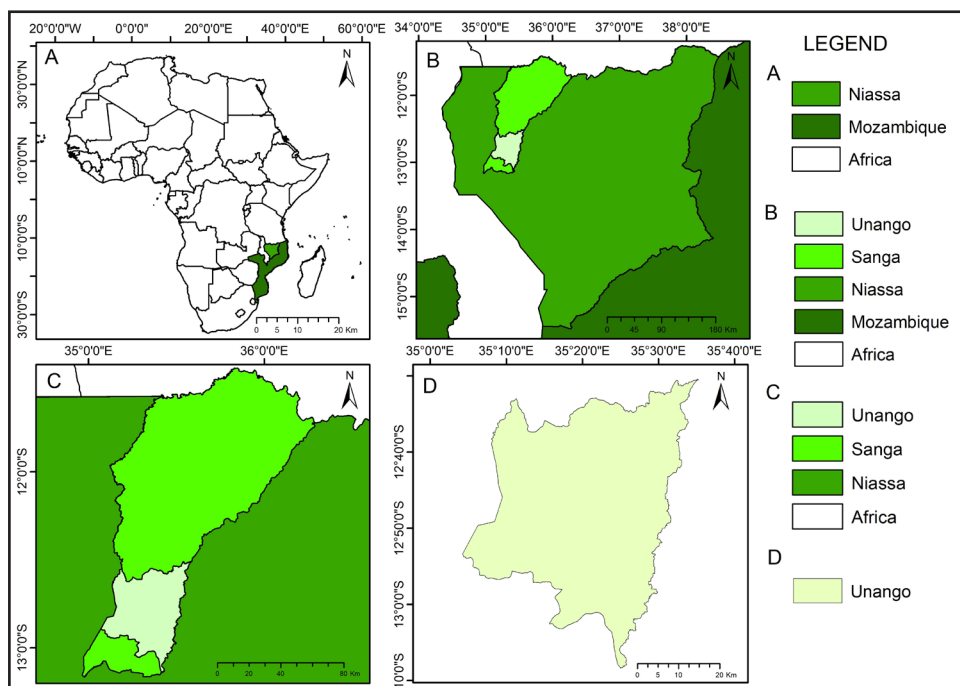 20°0'0"W 0°0'0"E 20°0'0"E 40°0'0"E 60°0'0"E
A
N
30°0'0"N
10°0'0"N
10°0'0"S
30°0'0"S
0 5 10 20 Km
34°0'0"E 35°0'0"E 36°0'0"E 37°0'0"E 38°0'0"E
B
N
12°0'0"S
13°0'0"S
14°0'0"S
15°0'0"S
0 45 90 180 Km
35°0'0"E 36°0'0"E
C
N
12°0'0"S
13°0'0"S
0 20 40 80 Km
35°0'0"E 35°10'0"E 35°20'0"E 35°30'0"E 35°40'0"E
D
N
12°40'0"S
12°50'0"S
13°0'0"S
10°0'0"S
0 5 10 20 Km
LEGEND
A
Niassa
Mozambique
Africa
B
Unango
Sanga
Niassa
Mozambique
Africa
C
Unango
Sanga
Niassa
Africa
D
Unango